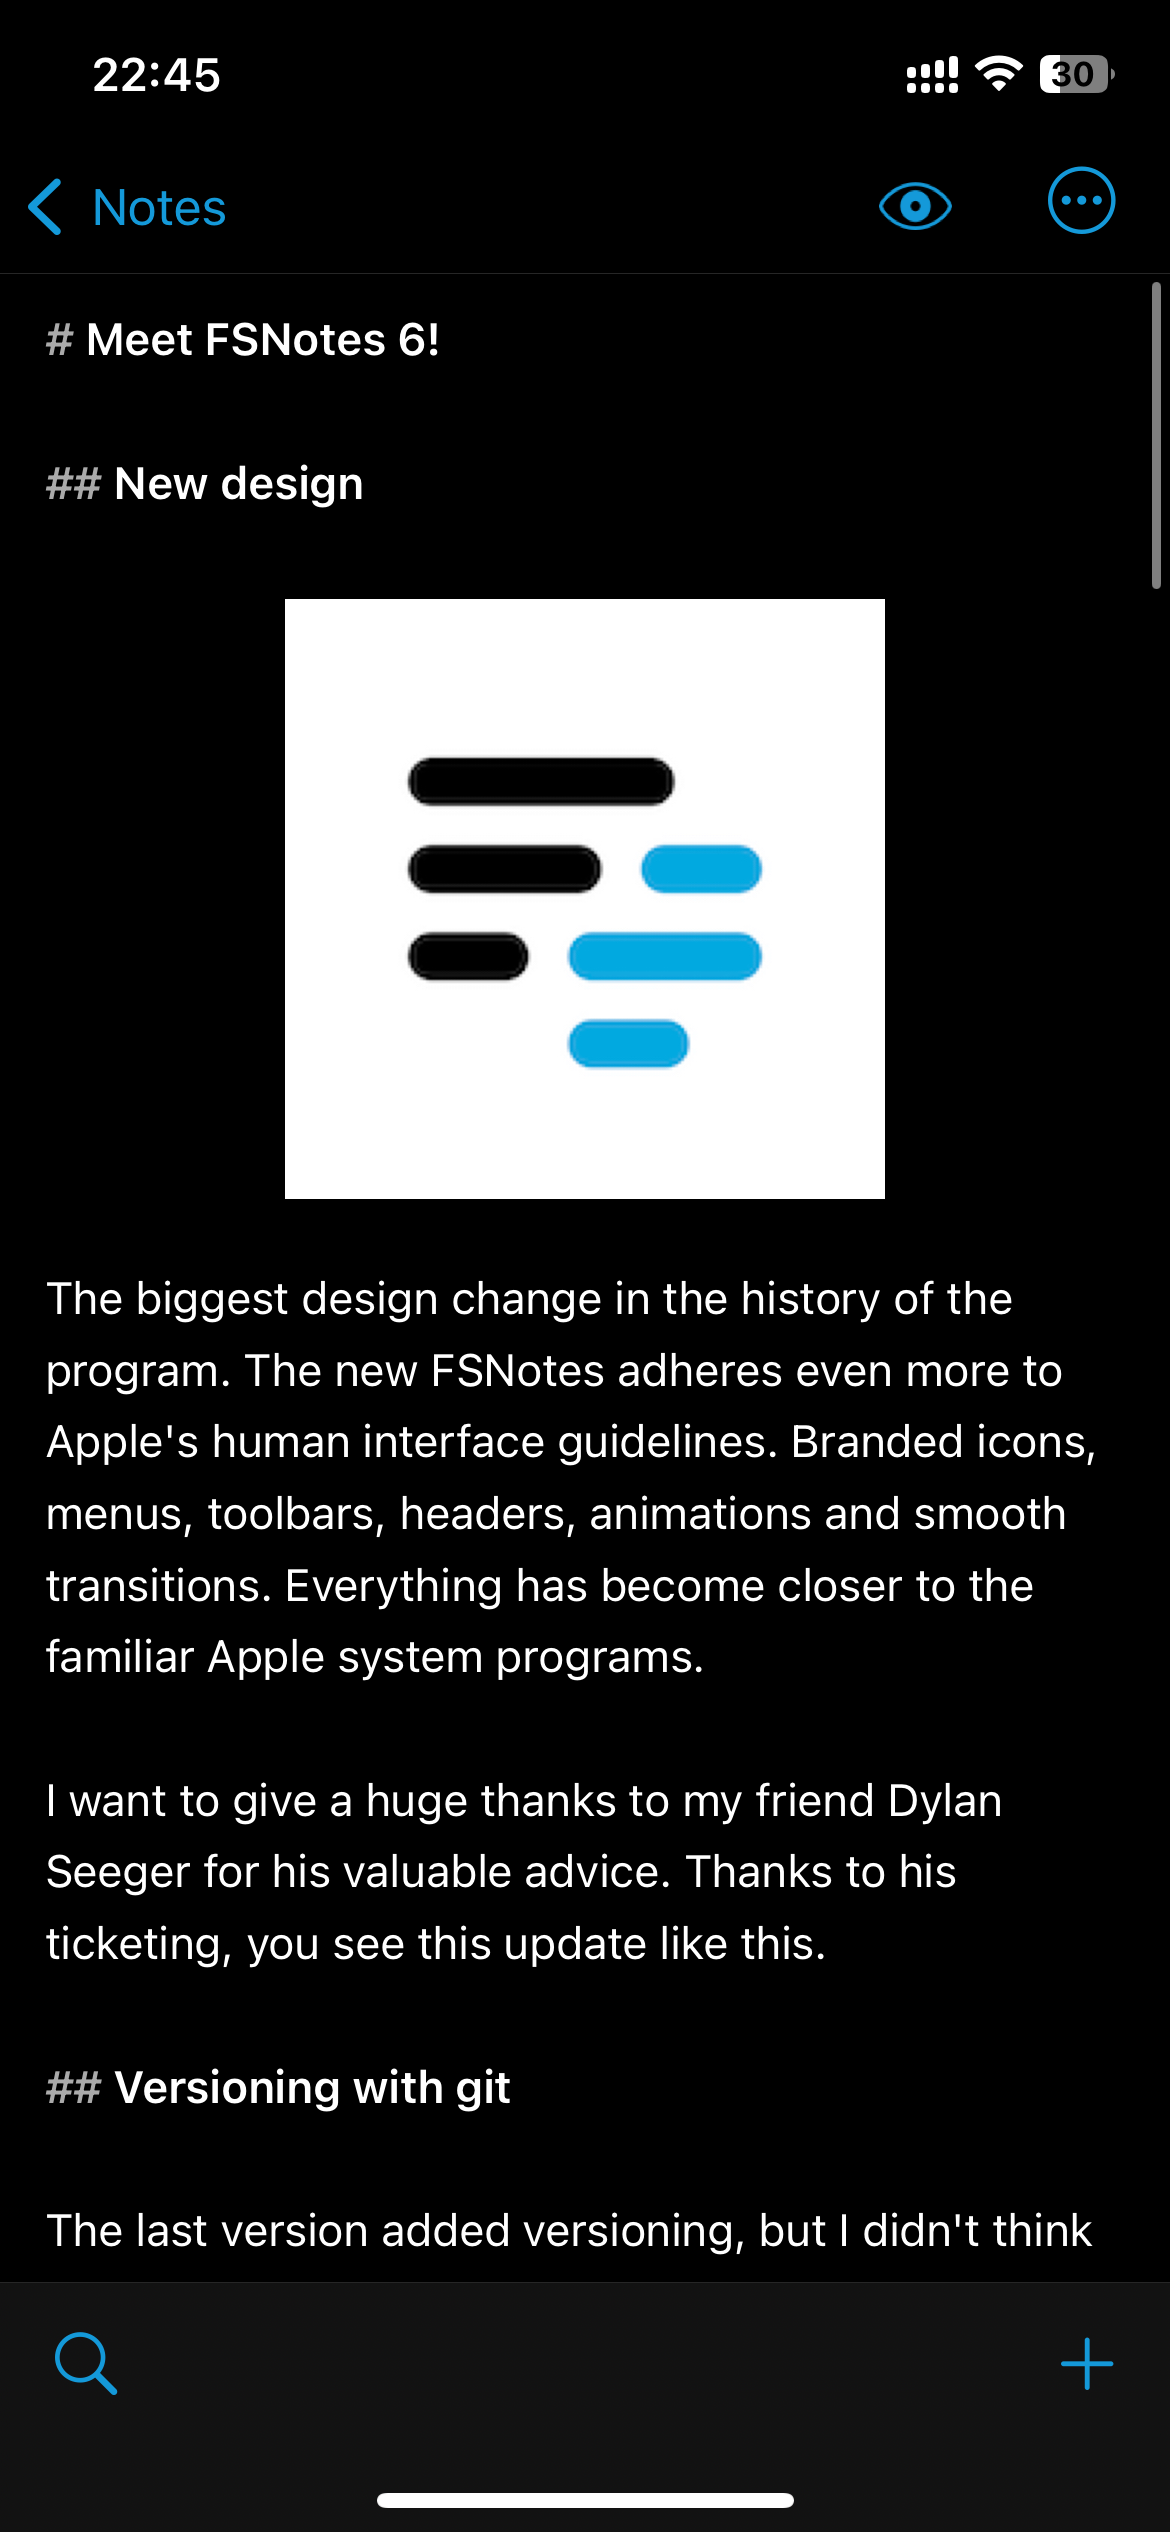 22:45
30
Notes
# Meet FSNotes 6!
## New design
The biggest design change in the history of the
program. The new FSNotes adheres even more to
Apple's human interface guidelines. Branded icons,
menus, toolbars, headers, animations and smooth
transitions. Everything has become closer to the
familiar Apple system programs.
I want to give a huge thanks to my friend Dylan
Seeger for his valuable advice. Thanks to his
ticketing, you see this update like this.
## Versioning with git
The last version added versioning, but I didn't think